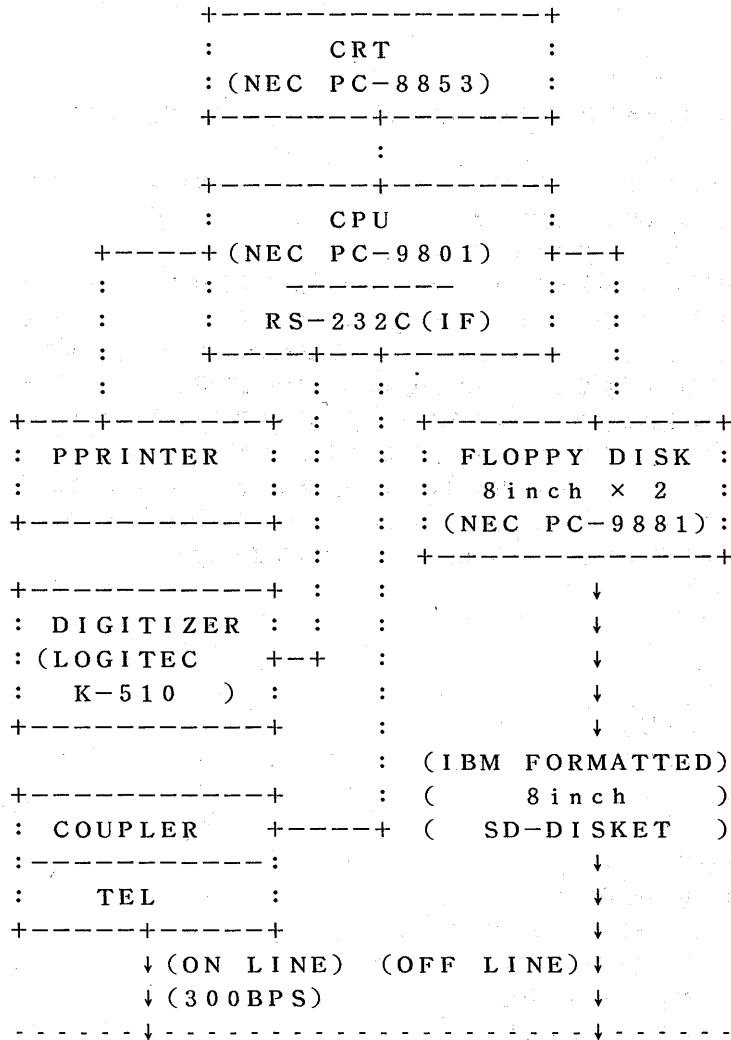 CRT
(NEC PC-8853)
CPU
(NEC PC-9801)
RS-232C(IF)
PPRINTER
FLOPPY DISK
8inch × 2
(NEC PC-9881)
DIGITIZER
(LOGITEC
K-510 )
(IBM FORMATTED)
( 8inch )
( SD-DISKET )
COUPLER
TEL
(ON LINE) (OFF LINE)
(300BPS)